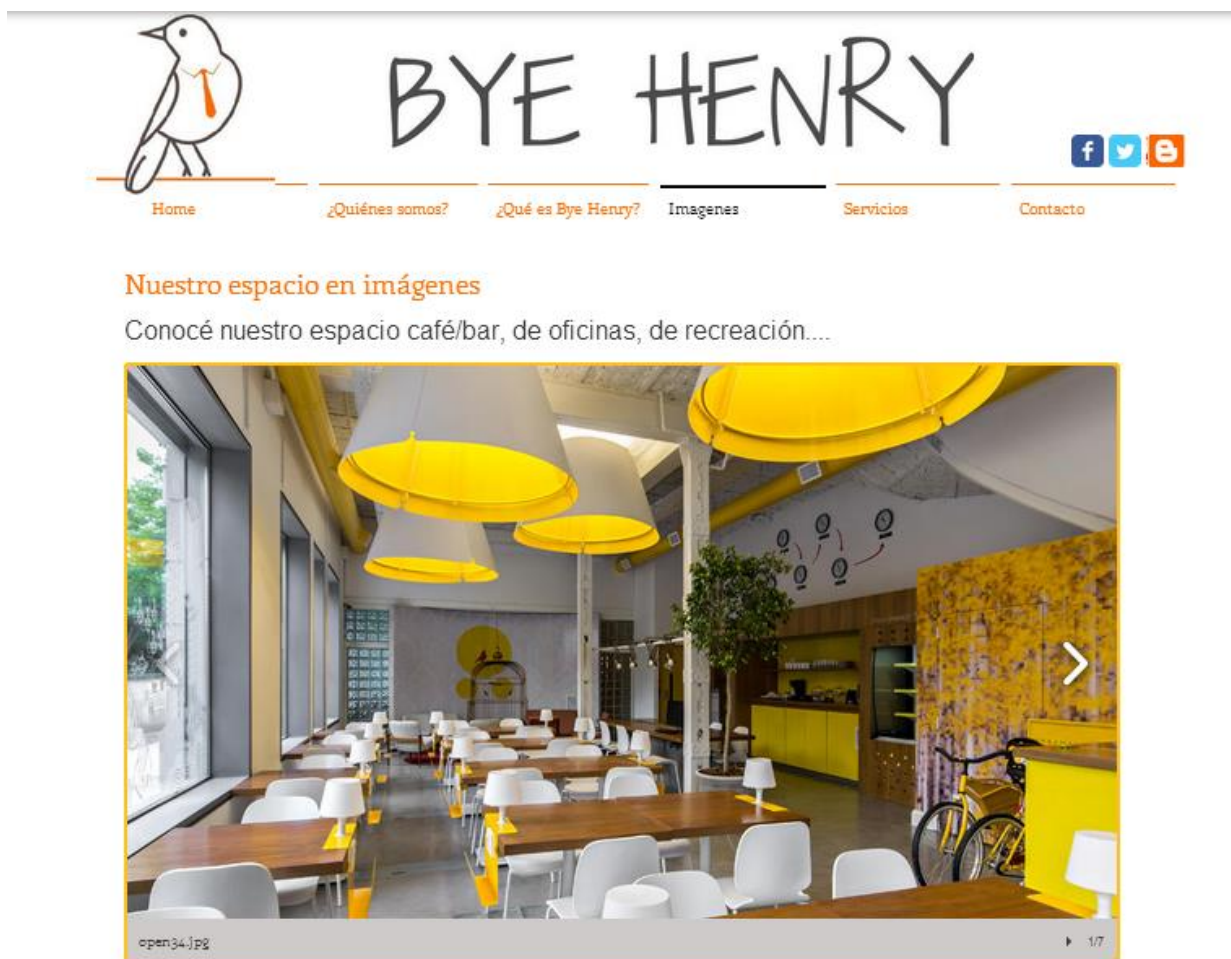 BYE HENRY
Home
¿Quiénes somos?
¿Qué es Bye Henry?
Imagenes
Servicios
Contacto
Nuestro espacio en imágenes
Conocé nuestro espacio café/bar, de oficinas, de recreación....
open34.jpg
1/7